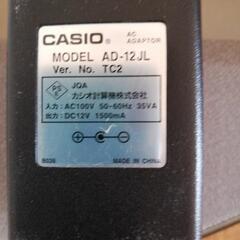 CASIO® AC ADAPTOR
MODEL AD-12JL
Ver. No. TC2
PSE JQA
カシオ計算機株式会社
入力：AC100V 50-60Hz 35VA
出力：DC12V 1500mA
MADE IN CHINA